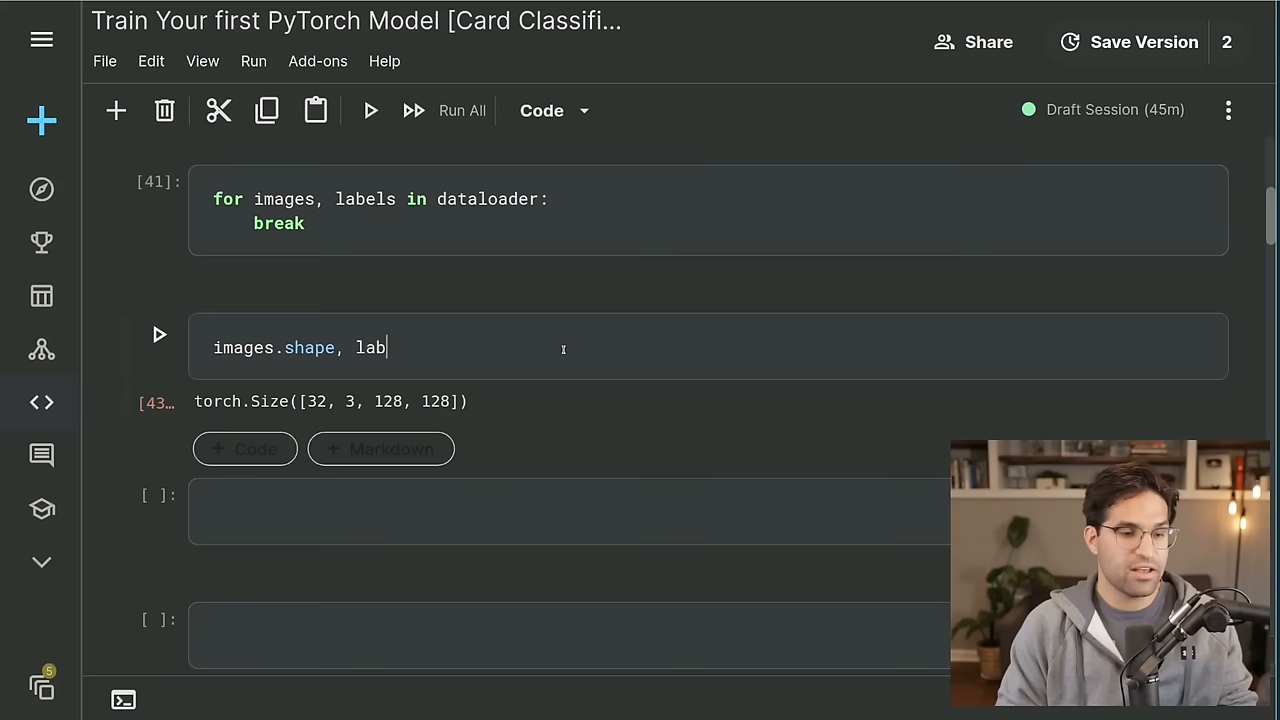 Train Your first PyTorch Model [Card Classifi...
File Edit View Run Add-ons Help
Share
Save Version 2
Run All
Code
Draft Session (45m)
[41]:
for images, labels in dataloader:
break
images.shape, lab
[43…
torch.Size([32, 3, 128, 128])
+ Code
+ Markdown
[ ]:
[ ]:
5